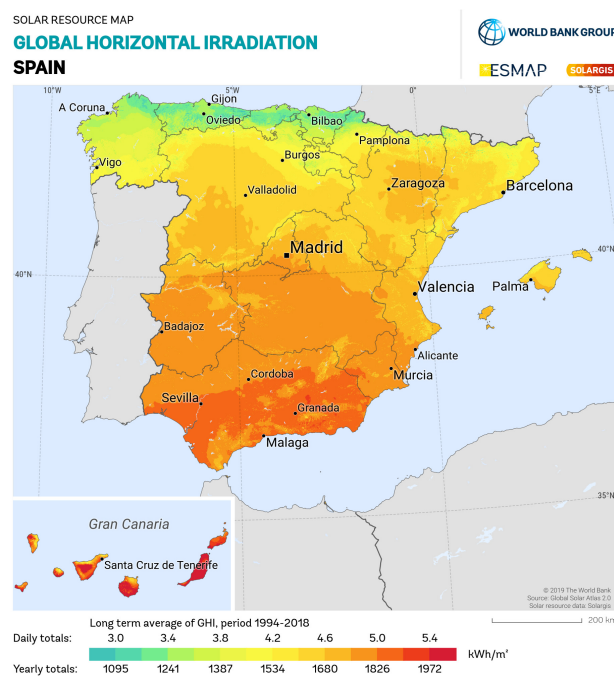 SOLAR RESOURCE MAP
GLOBAL HORIZONTAL IRRADIATION
SPAIN
WORLD BANK GROUP
ESMAP
SOLARGIS
10°W
5°W
0°
5°E
A Coruna
Gijon
Oviedo
Bilbao
Pamplona
Vigo
Burgos
Valladolid
Zaragoza
Barcelona
Madrid
40°N
40°N
Valencia
Palma
Badajoz
Alicante
Cordoba
Murcia
Sevilla
Granada
Malaga
35°N
Gran Canaria
Santa Cruz de Tenerife
© 2019 The World Bank
Source: Global Solar Atlas 2.0
Solar resource data: Solargis
Long term average of GHI, period 1994-2018
200 km
Daily totals: 3.0 3.4 3.8 4.2 4.6 5.0 5.4
kWh/m²
Yearly totals: 1095 1241 1387 1534 1680 1826 1972